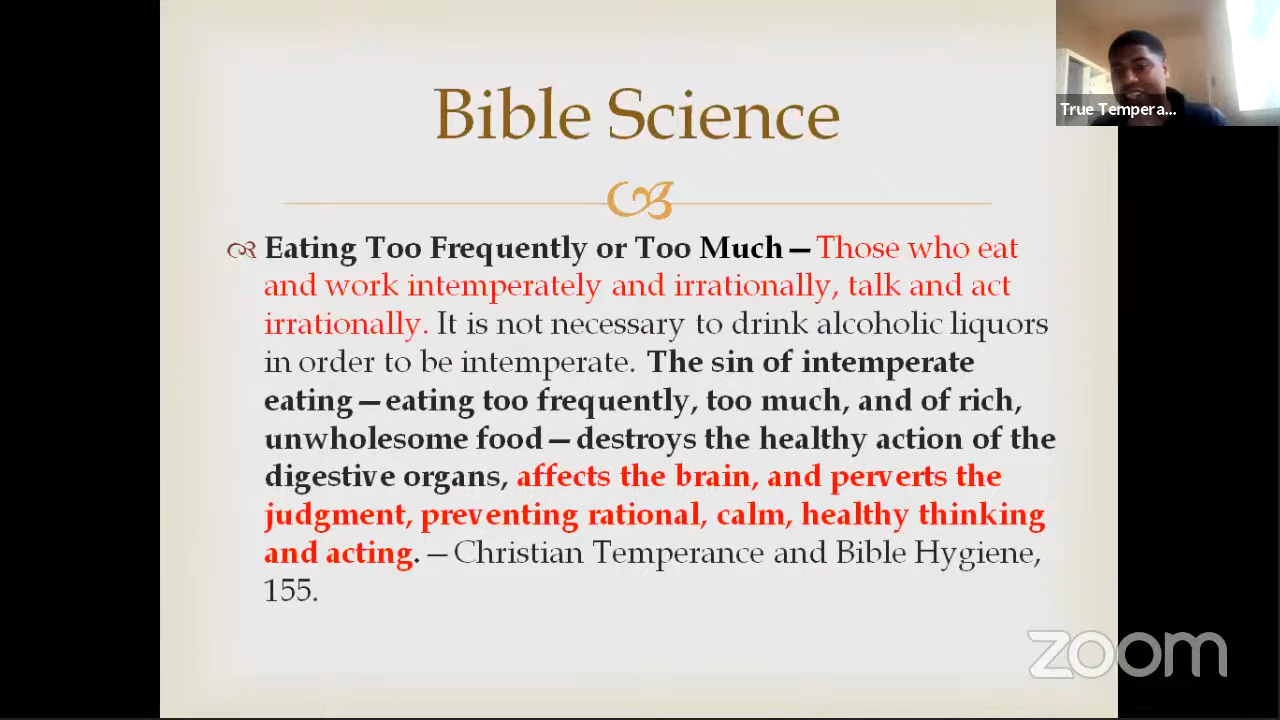 Bible Science
True Tempera...
Eating Too Frequently or Too Much—Those who eat
and work intemperately and irrationally, talk and act
irrationally. It is not necessary to drink alcoholic liquors
in order to be intemperate. The sin of intemperate
eating—eating too frequently, too much, and of rich,
unwholesome food—destroys the healthy action of the
digestive organs, affects the brain, and perverts the
judgment, preventing rational, calm, healthy thinking
and acting.—Christian Temperance and Bible Hygiene,
155.
zoom